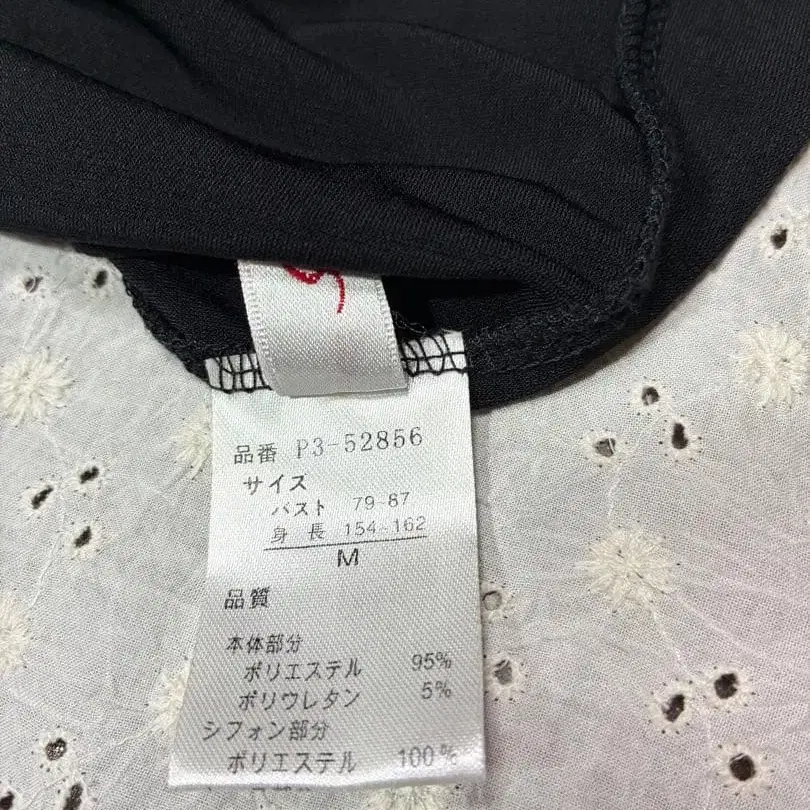 品番 P3-52856
サイズ
バスト 79-87
身長 154-162
M
品質
本体部分
ポリエステル 95%
ポリウレタン 5%
シフォン部分
ポリエステル 100%